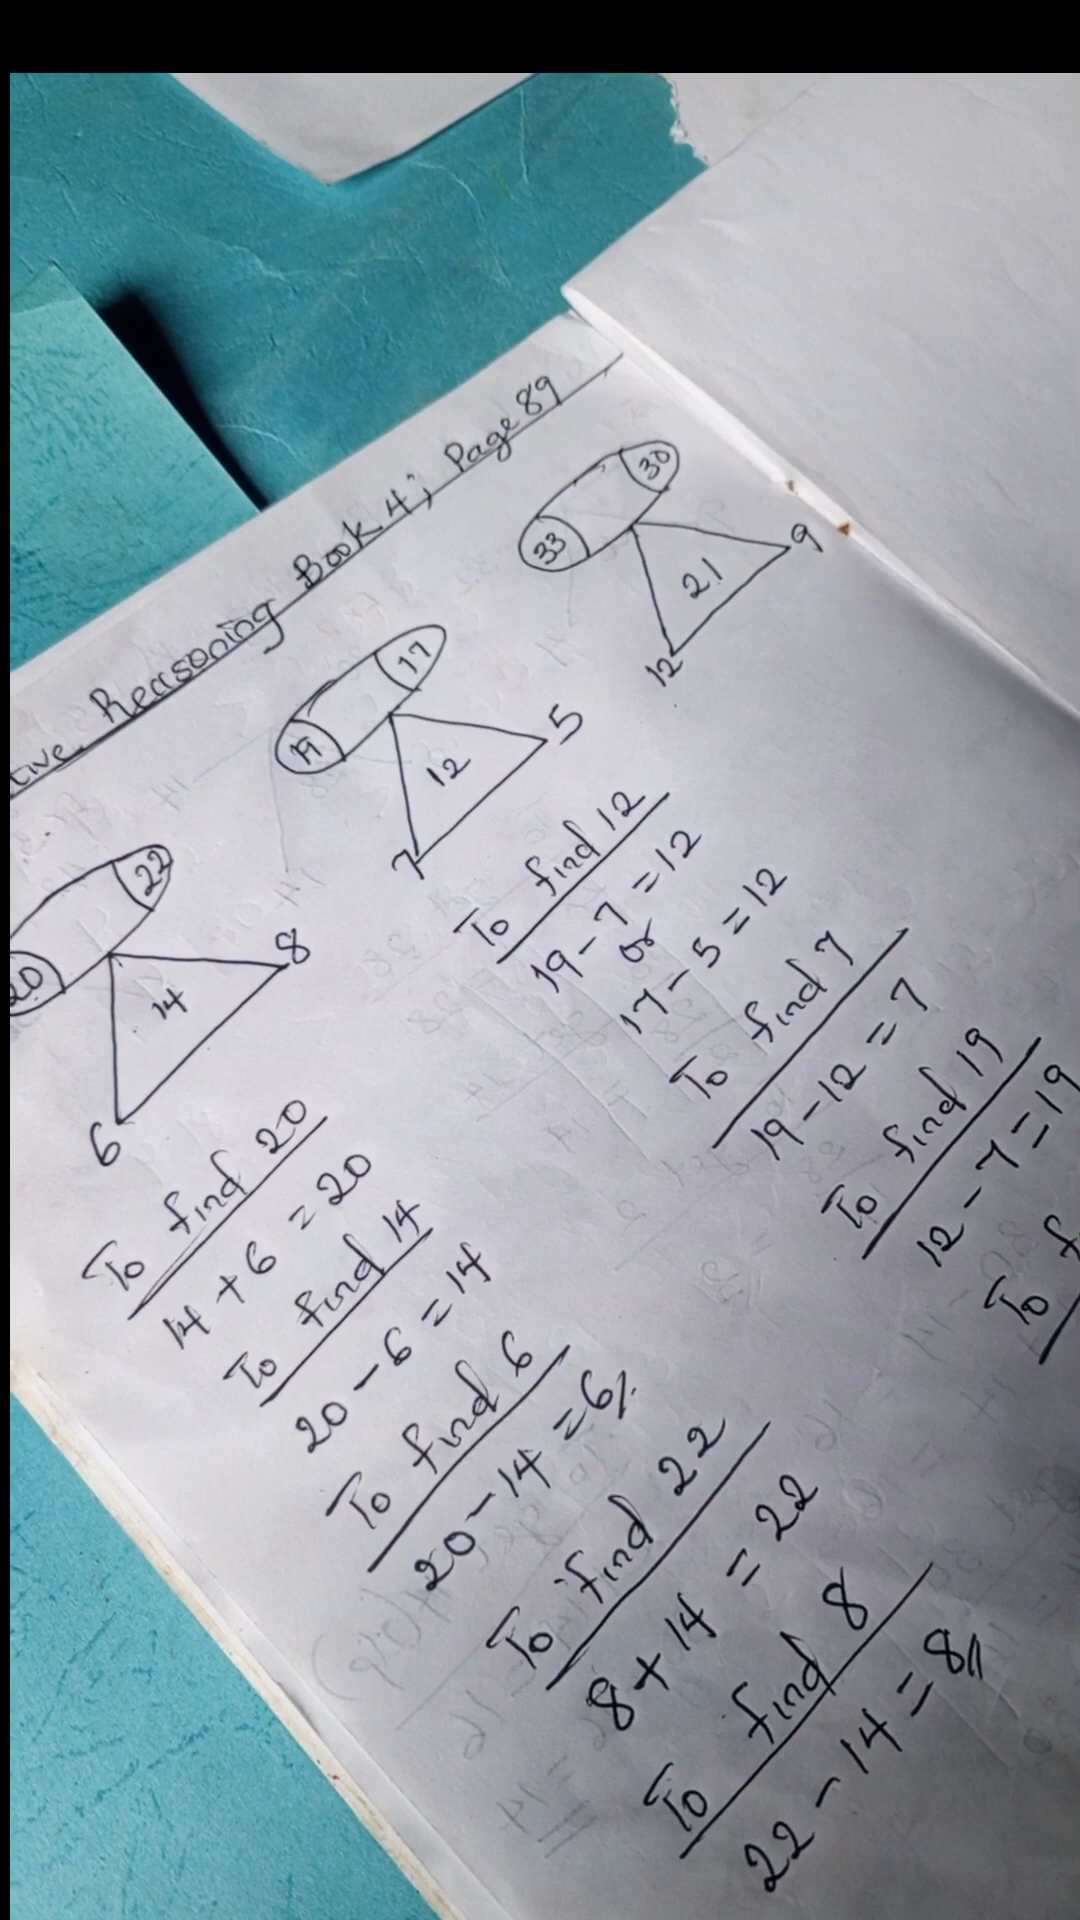 Reasoning Book 4; Page 89
22
20
14
8
6
17
19
12
5
7
30
33
21
9
12
To find 20
14 + 6 = 20
To find 14
20 - 6 = 14
To find 6
20 - 14 = 6
To find 22
8 + 14 = 22
To find 8
22 - 14 = 8
To find 12
19 - 7 = 12
or
17 - 5 = 12
To find 7
19 - 12 = 7
To find 19
12 - 7 = 19
To